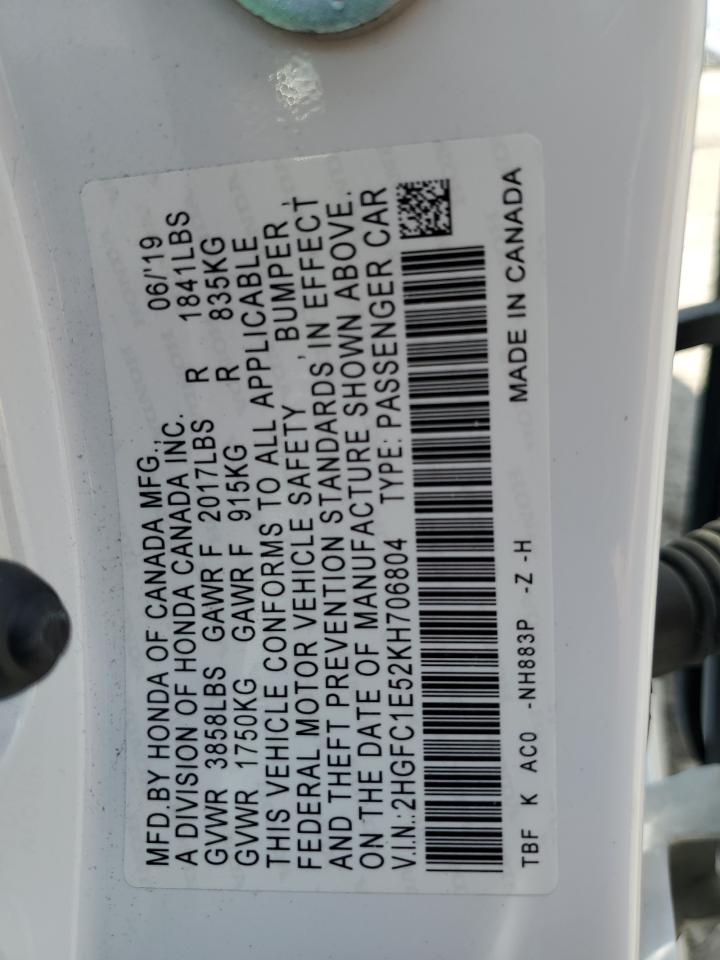 MFD.BY HONDA OF CANADA MFG., 06/'19
A DIVISION OF HONDA CANADA INC.
GVWR 3858LBS GAWR F 2017LBS R 1841LBS
GVWR 1750KG GAWR F 915KG R 835KG
THIS VEHICLE CONFORMS TO ALL APPLICABLE
FEDERAL MOTOR VEHICLE SAFETY , BUMPER ,
AND THEFT PREVENTION STANDARDS IN EFFECT
ON THE DATE OF MANUFACTURE SHOWN ABOVE.
V.I.N.:2HGFC1E52KH706804 TYPE: PASSENGER CAR
TBF K AC0 -NH883P -Z -H MADE IN CANADA